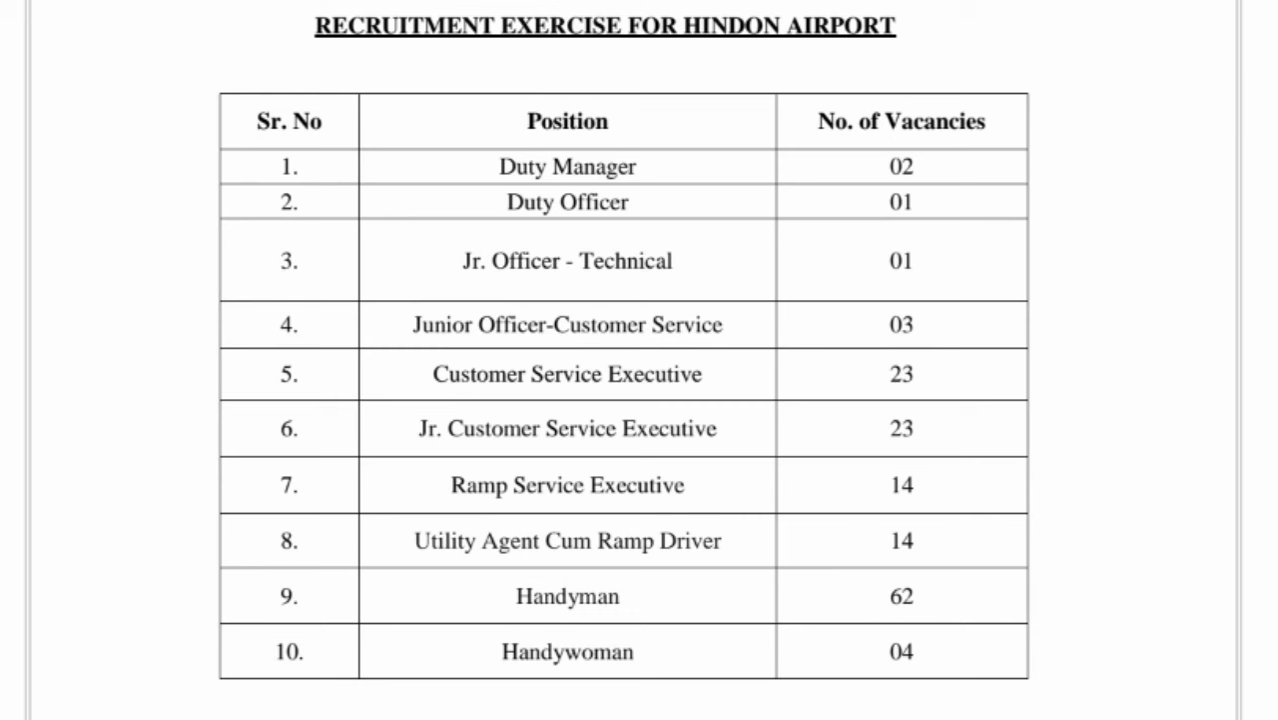 RECRUITMENT EXERCISE FOR HINDON AIRPORT
Sr. No Position No. of Vacancies
1. Duty Manager 02
2. Duty Officer 01
3. Jr. Officer - Technical 01
4. Junior Officer-Customer Service 03
5. Customer Service Executive 23
6. Jr. Customer Service Executive 23
7. Ramp Service Executive 14
8. Utility Agent Cum Ramp Driver 14
9. Handyman 62
10. Handywoman 04